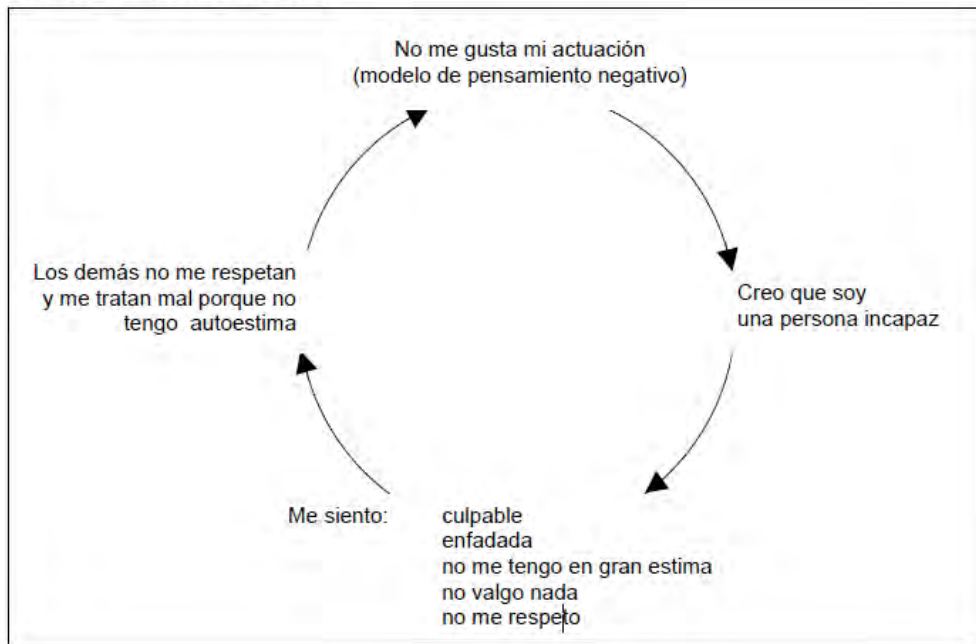 No me gusta mi actuación
(modelo de pensamiento negativo)
Creo que soy
una persona incapaz
Me siento: culpable
enfadada
no me tengo en gran estima
no valgo nada
no me respeto
Los demás no me respetan
y me tratan mal porque no
tengo autoestima